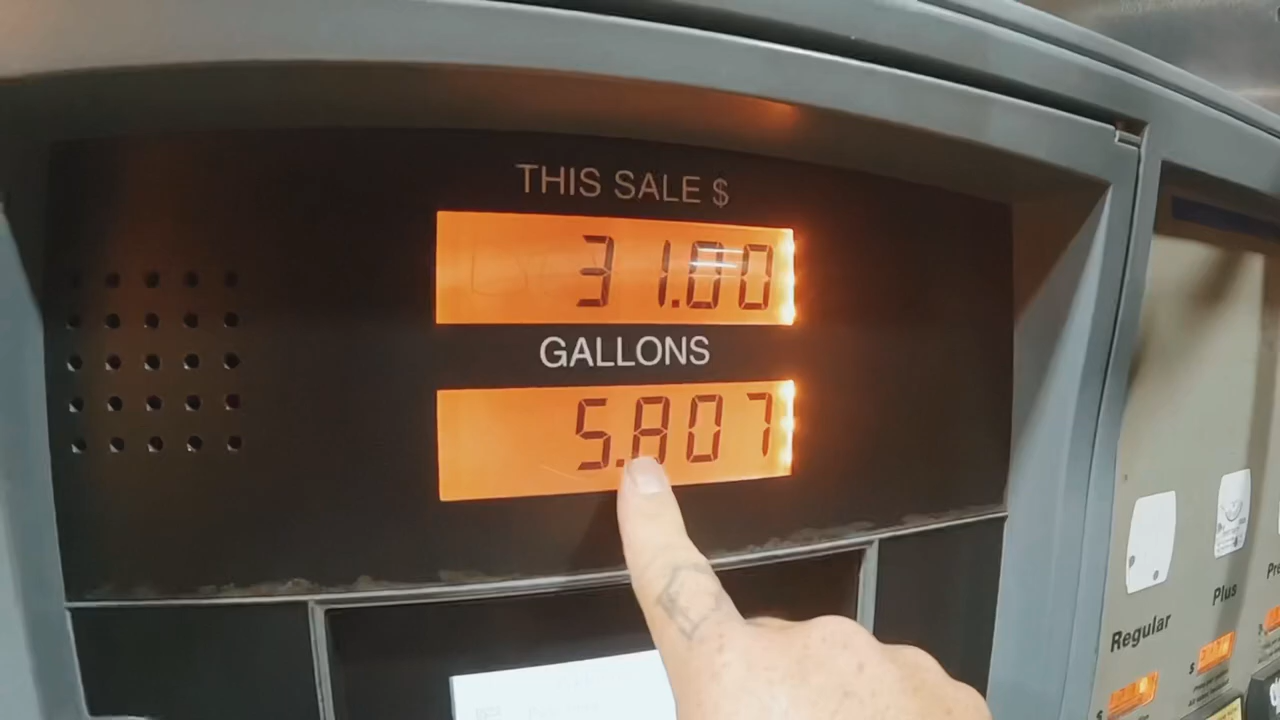 THIS SALE $
31.00
GALLONS
5.807
Regular
Plus
$
$